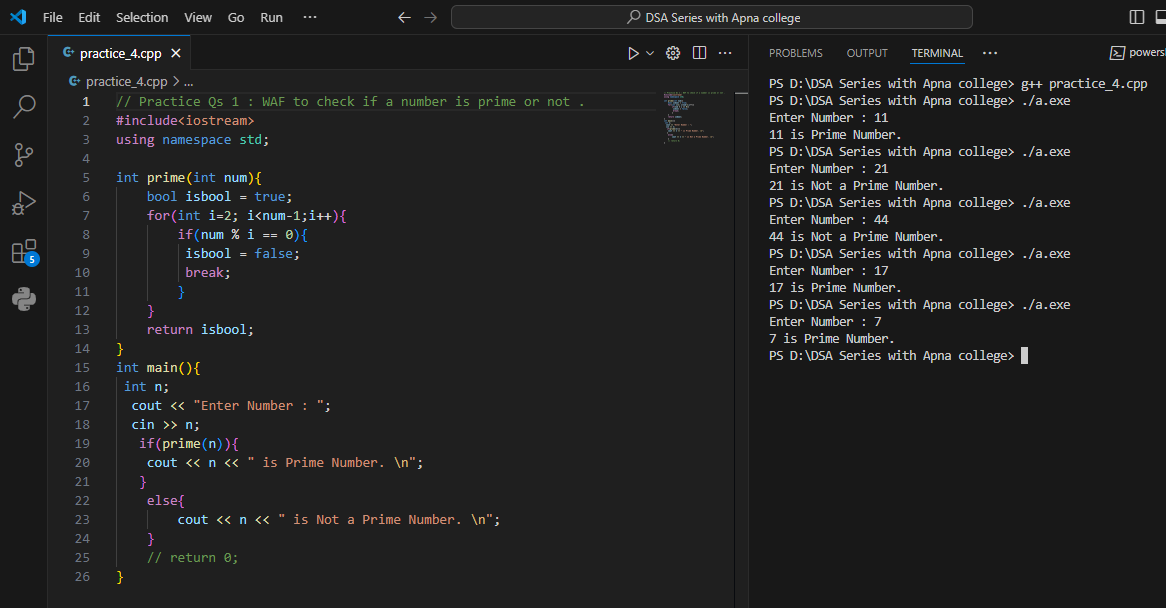 File Edit Selection View Go Run ···
DSA Series with Apna college
practice_4.cpp
practice_4.cpp > ...
1 // Practice Qs 1 : WAF to check if a number is prime or not .
2 #include<iostream>
3 using namespace std;
4
5 int prime(int num){
6     bool isbool = true;
7     for(int i=2; i<num-1;i++){
8         if(num % i == 0){
9          isbool = false;
10          break;
11         }
12     }
13     return isbool;
14 }
15 int main(){
16  int n;
17   cout << "Enter Number : ";
18   cin >> n;
19    if(prime(n)){
20     cout << n << " is Prime Number. \n";
21    }
22     else{
23         cout << n << " is Not a Prime Number. \n";
24     }
25     // return 0;
26 }
5
PROBLEMS OUTPUT TERMINAL ···
powers
PS D:\DSA Series with Apna college> g++ practice_4.cpp
PS D:\DSA Series with Apna college> ./a.exe
Enter Number : 11
11 is Prime Number.
PS D:\DSA Series with Apna college> ./a.exe
Enter Number : 21
21 is Not a Prime Number.
PS D:\DSA Series with Apna college> ./a.exe
Enter Number : 44
44 is Not a Prime Number.
PS D:\DSA Series with Apna college> ./a.exe
Enter Number : 17
17 is Prime Number.
PS D:\DSA Series with Apna college> ./a.exe
Enter Number : 7
7 is Prime Number.
PS D:\DSA Series with Apna college>